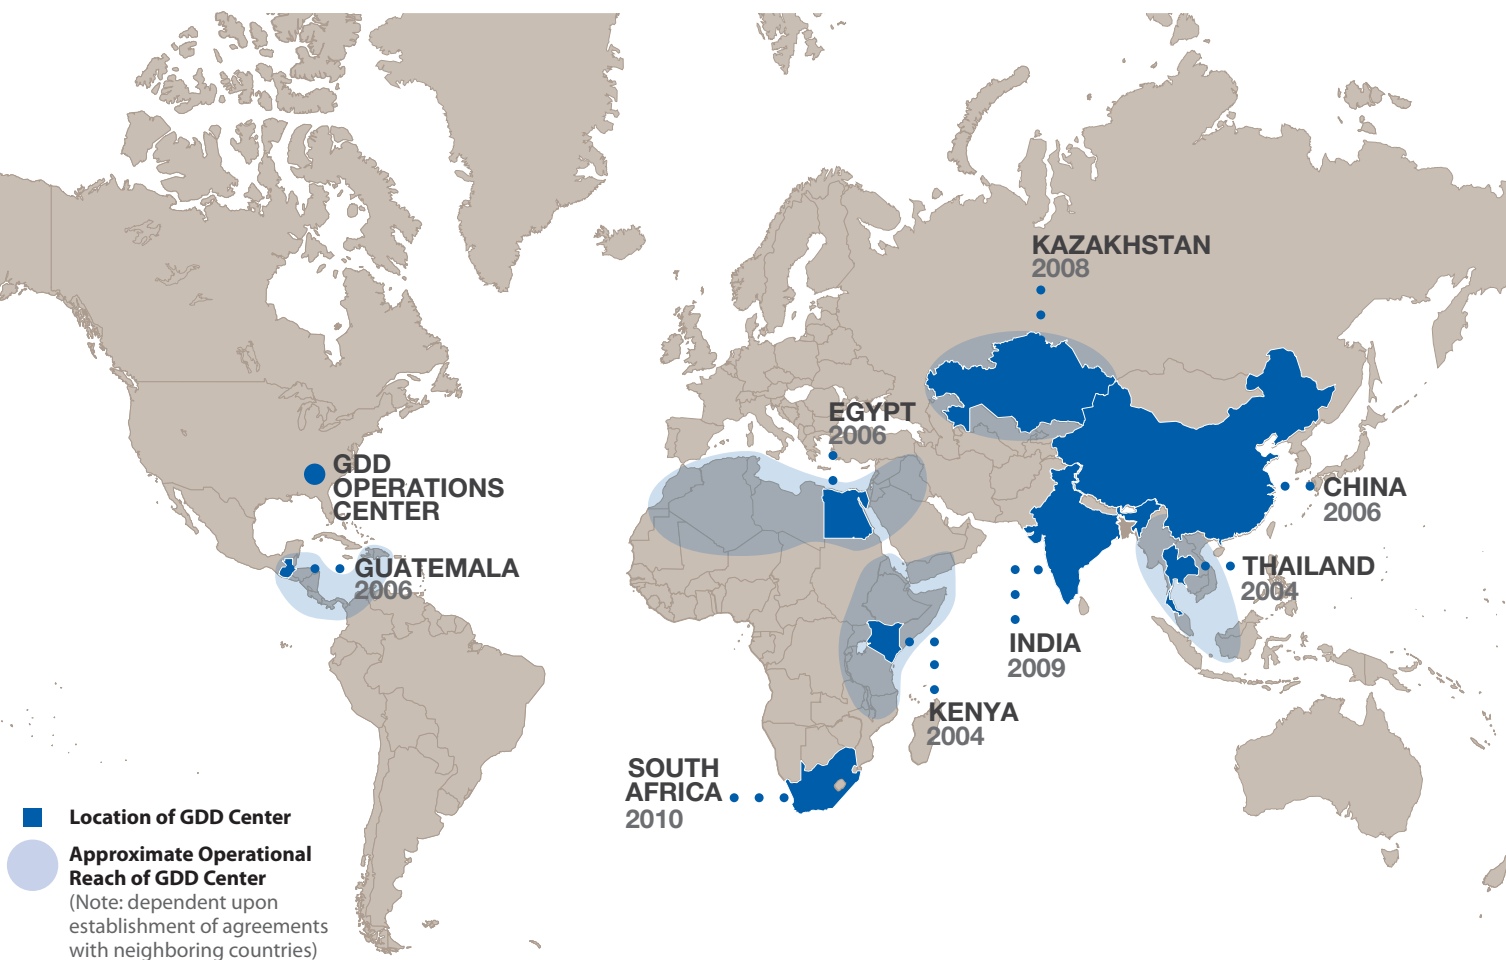 KAZAKHSTAN
2008
EGYPT
2006
GDD
OPERATIONS
CENTER
CHINA
2006
GUATEMALA
2006
THAILAND
2004
INDIA
2009
KENYA
2004
SOUTH
AFRICA
2010
Location of GDD Center
Approximate Operational
Reach of GDD Center
(Note: dependent upon
establishment of agreements
with neighboring countries)